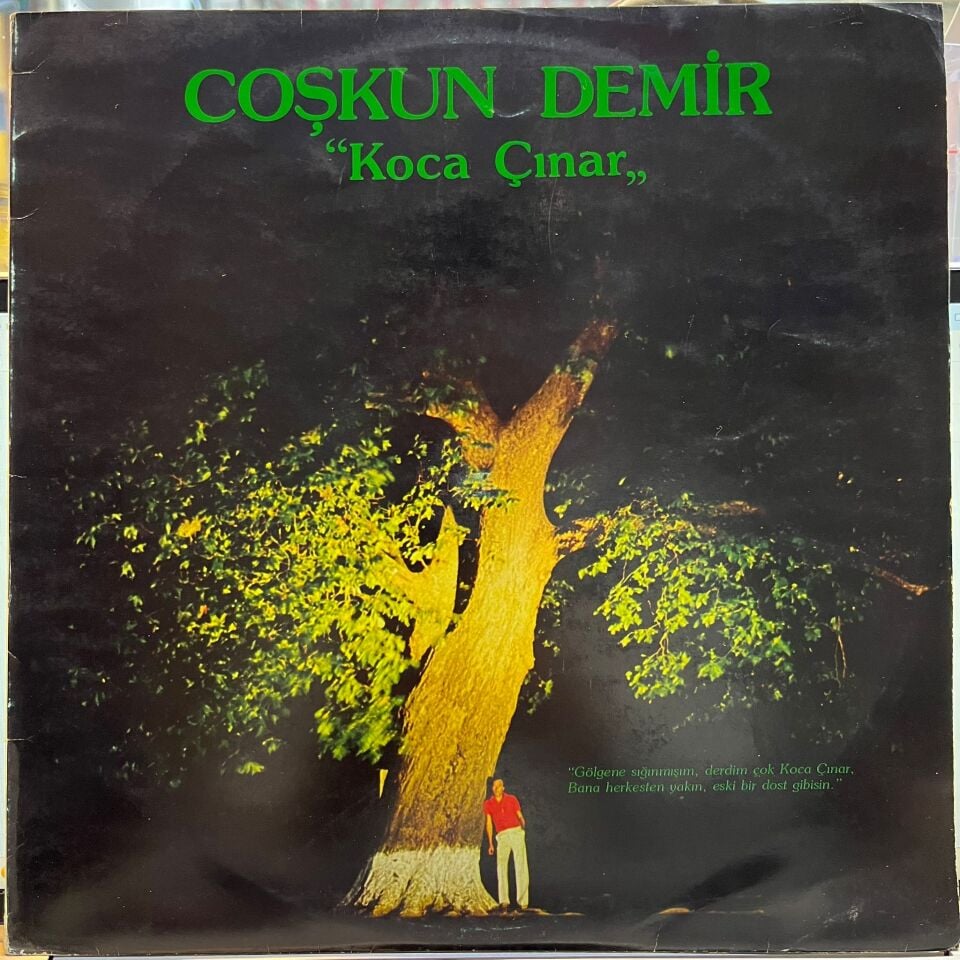 COŞKUN DEMİR
“Koca Çınar„
“Gölgene sığınmışım, derdim çok Koca Çınar,
Bana herkesten yakın, eski bir dost gibisin.”